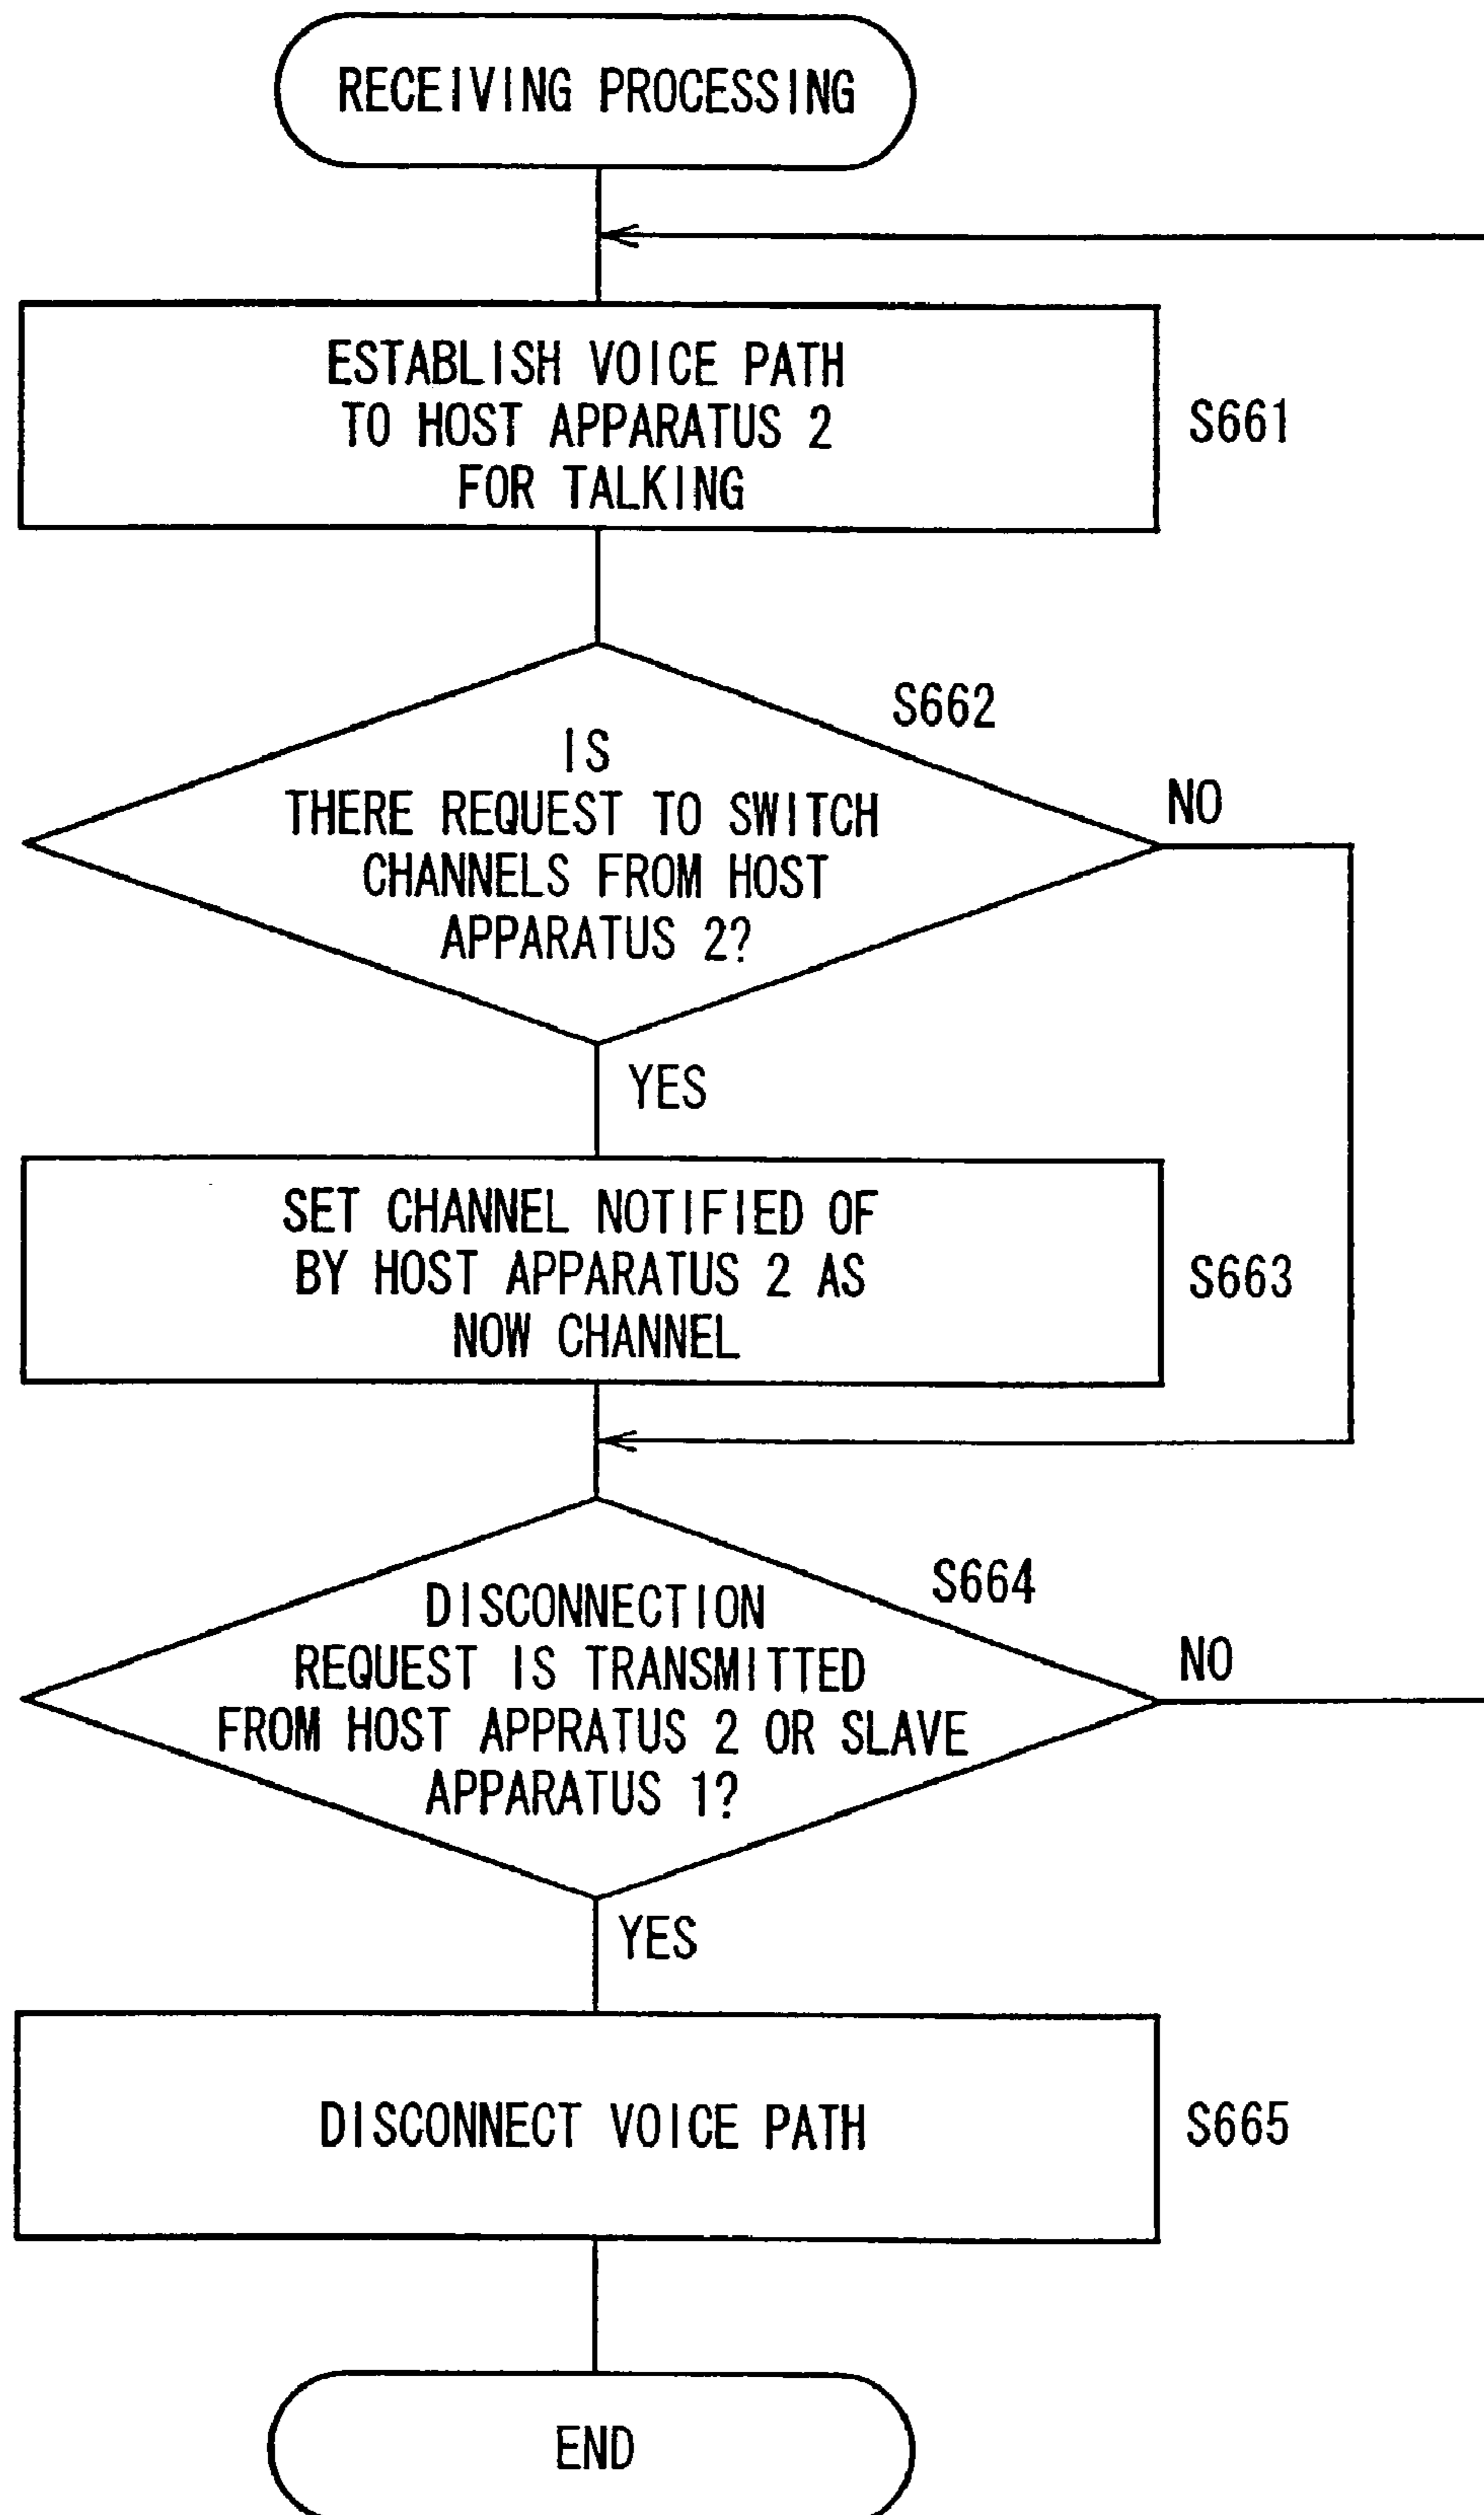 RECEIVING PROCESSING
ESTABLISH VOICE PATH
TO HOST APPARATUS 2
FOR TALKING
S661
S662
IS
THERE REQUEST TO SWITCH
CHANNELS FROM HOST
APPARATUS 2?
NO
YES
SET CHANNEL NOTIFIED OF
BY HOST APPARATUS 2 AS
NOW CHANNEL
S663
S664
DISCONNECTION
REQUEST IS TRANSMITTED
FROM HOST APPRATUS 2 OR SLAVE
APPARATUS 1?
NO
YES
DISCONNECT VOICE PATH
S665
END